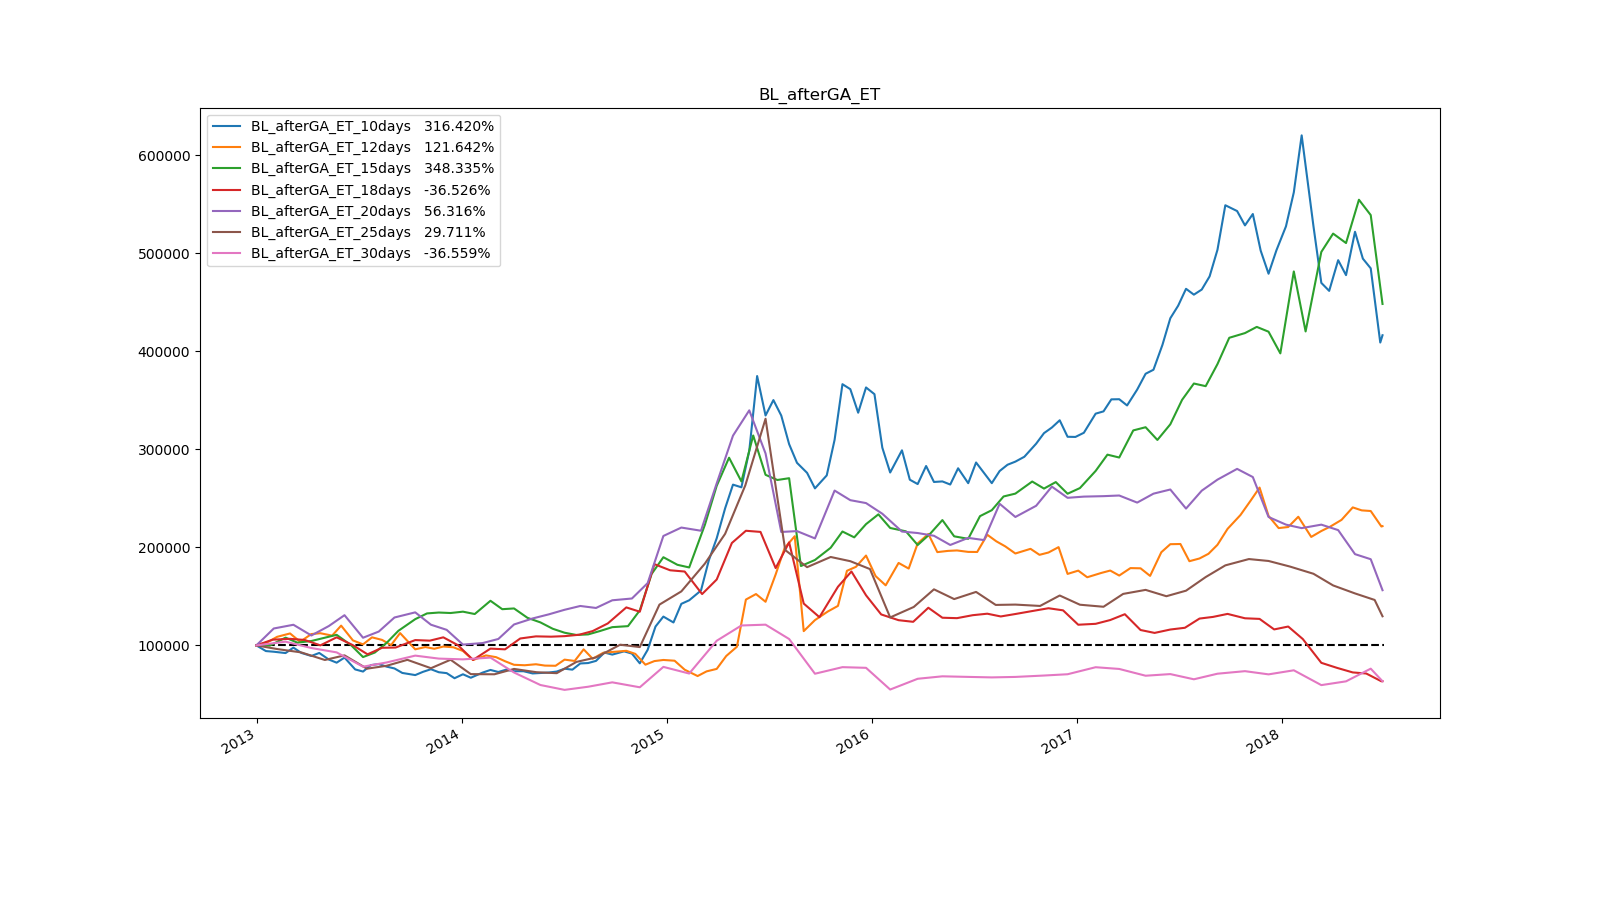 BL_afterGA_ET
BL_afterGA_ET_10days 316.420%
BL_afterGA_ET_12days 121.642%
BL_afterGA_ET_15days 348.335%
BL_afterGA_ET_18days -36.526%
BL_afterGA_ET_20days 56.316%
BL_afterGA_ET_25days 29.711%
BL_afterGA_ET_30days -36.559%
600000
500000
400000
300000
200000
100000
2013 2014 2015 2016 2017 2018